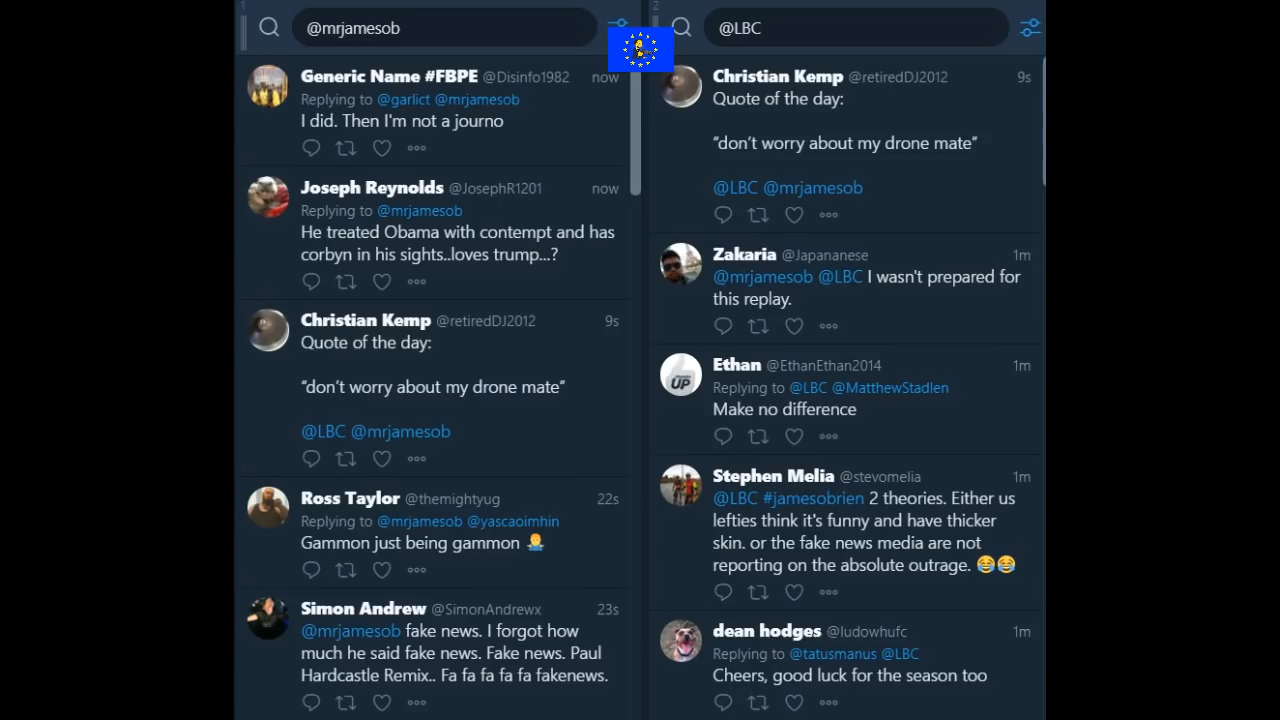 1
@mrjamesob
Generic Name #FBPE @Disinfo1982 now
Replying to @garlict @mrjamesob
I did. Then I'm not a journo
Joseph Reynolds @JosephR1201 now
Replying to @mrjamesob
He treated Obama with contempt and has
corbyn in his sights..loves trump...?
Christian Kemp @retiredDJ2012 9s
Quote of the day:
“don’t worry about my drone mate”
@LBC @mrjamesob
Ross Taylor @themightyug 22s
Replying to @mrjamesob @yascaoimhin
Gammon just being gammon 🤷‍♂️
Simon Andrew @SimonAndrewx 23s
@mrjamesob fake news. I forgot how
much he said fake news. Fake news. Paul
Hardcastle Remix.. Fa fa fa fa fa fakenews.
2
@LBC
Christian Kemp @retiredDJ2012 9s
Quote of the day:
“don’t worry about my drone mate”
@LBC @mrjamesob
Zakaria @Japananese 1m
@mrjamesob @LBC I wasn't prepared for
this replay.
Ethan @EthanEthan2014 1m
UP
Replying to @LBC @MatthewStadlen
Make no difference
Stephen Melia @stevomelia 1m
@LBC #jamesobrien 2 theories. Either us
lefties think it's funny and have thicker
skin. or the fake news media are not
reporting on the absolute outrage. 😂😂
dean hodges @ludowhufc 1m
Replying to @tatusmanus @LBC
Cheers, good luck for the season too